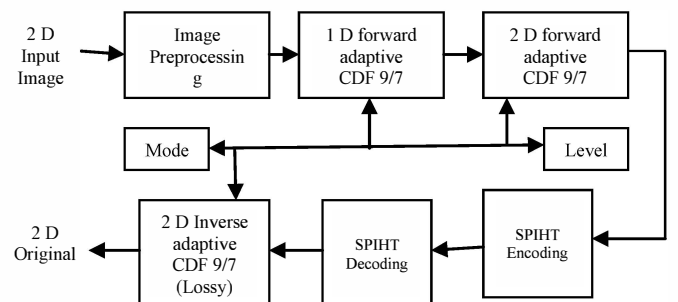 2 D
Input
Image
Image
Preprocessin
g
1 D forward
adaptive
CDF 9/7
2 D forward
adaptive
CDF 9/7
Mode
Level
2 D
Original
2 D Inverse
adaptive
CDF 9/7
(Lossy)
SPIHT
Decoding
SPIHT
Encoding